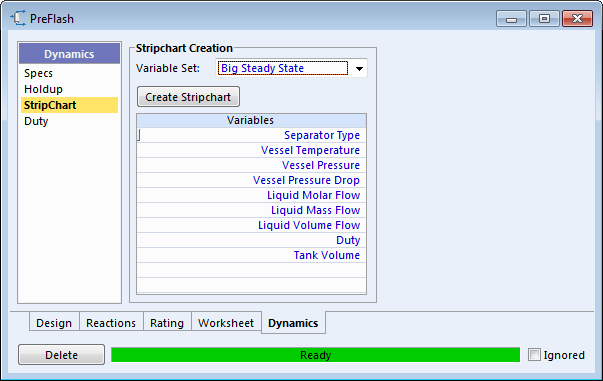 PreFlash
Dynamics
Specs
Holdup
StripChart
Duty
Stripchart Creation
Variable Set: Big Steady State
Create Stripchart
Variables
Separator Type
Vessel Temperature
Vessel Pressure
Vessel Pressure Drop
Liquid Molar Flow
Liquid Mass Flow
Liquid Volume Flow
Duty
Tank Volume
Design Reactions Rating Worksheet Dynamics
Delete Ready Ignored